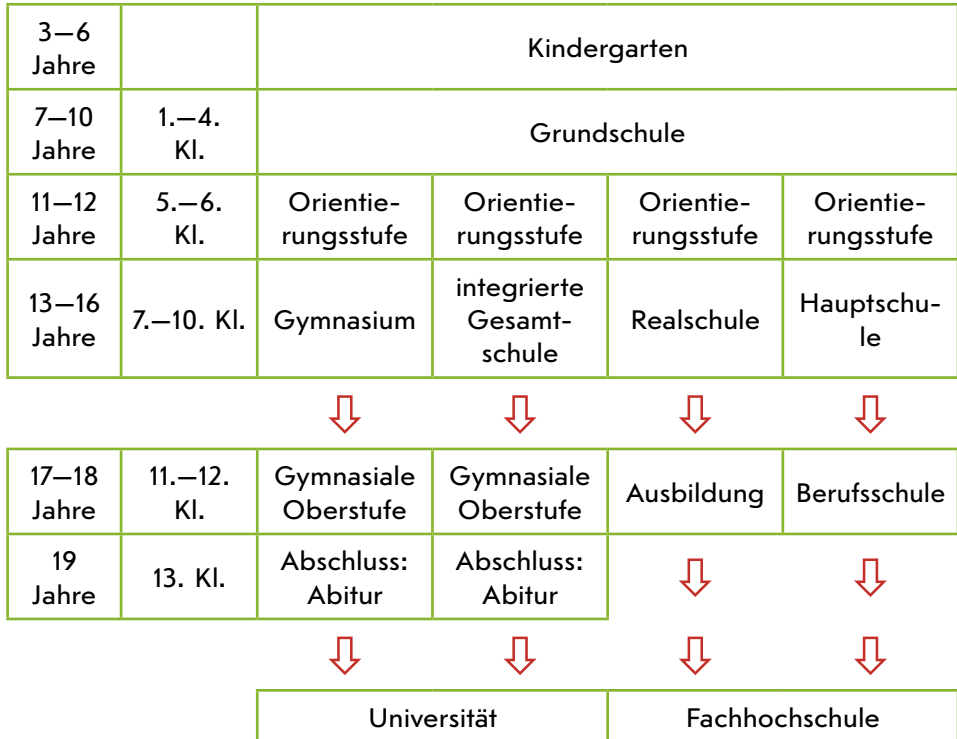 3—6
Jahre
Kindergarten
7—10
Jahre
1.—4.
Kl.
Grundschule
11—12
Jahre
5.—6.
Kl.
Orientie-
rungsstufe
Orientie-
rungsstufe
Orientie-
rungsstufe
Orientie-
rungsstufe
13—16
Jahre
7.—10. Kl.
Gymnasium
integrierte
Gesamt-
schule
Realschule
Hauptschu-
le
17—18
Jahre
11.—12.
Kl.
Gymnasiale
Oberstufe
Gymnasiale
Oberstufe
Ausbildung
Berufsschule
19
Jahre
13. Kl.
Abschluss:
Abitur
Abschluss:
Abitur
Universität
Fachhochschule